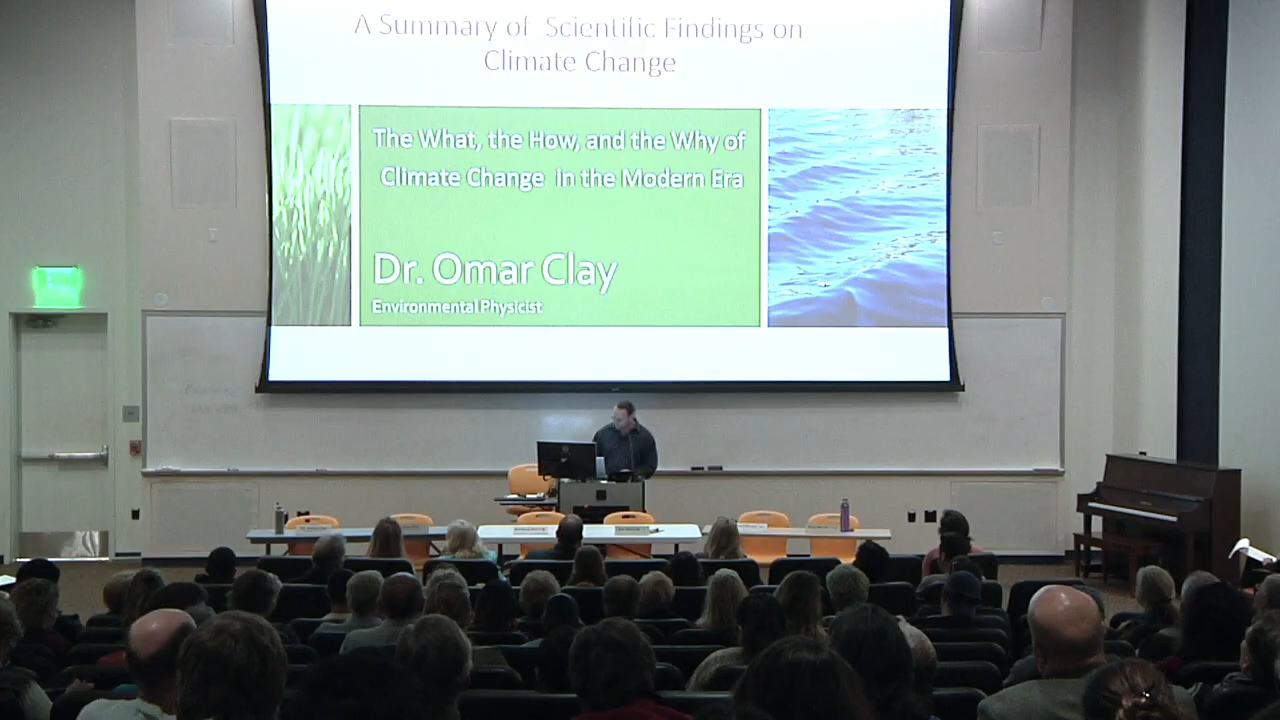 A Summary of Scientific Findings on
Climate Change
The What, the How, and the Why of
Climate Change in the Modern Era
Dr. Omar Clay
Environmental Physicist